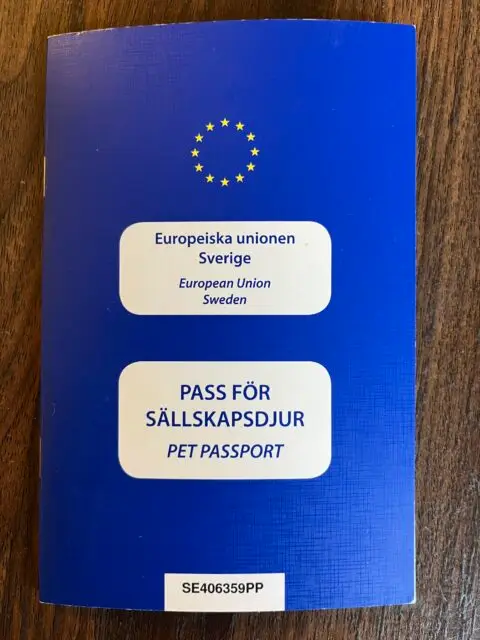 Europeiska unionen
Sverige
European Union
Sweden
PASS FÖR
SÄLLSKAPSDJUR
PET PASSPORT
SE406359PP